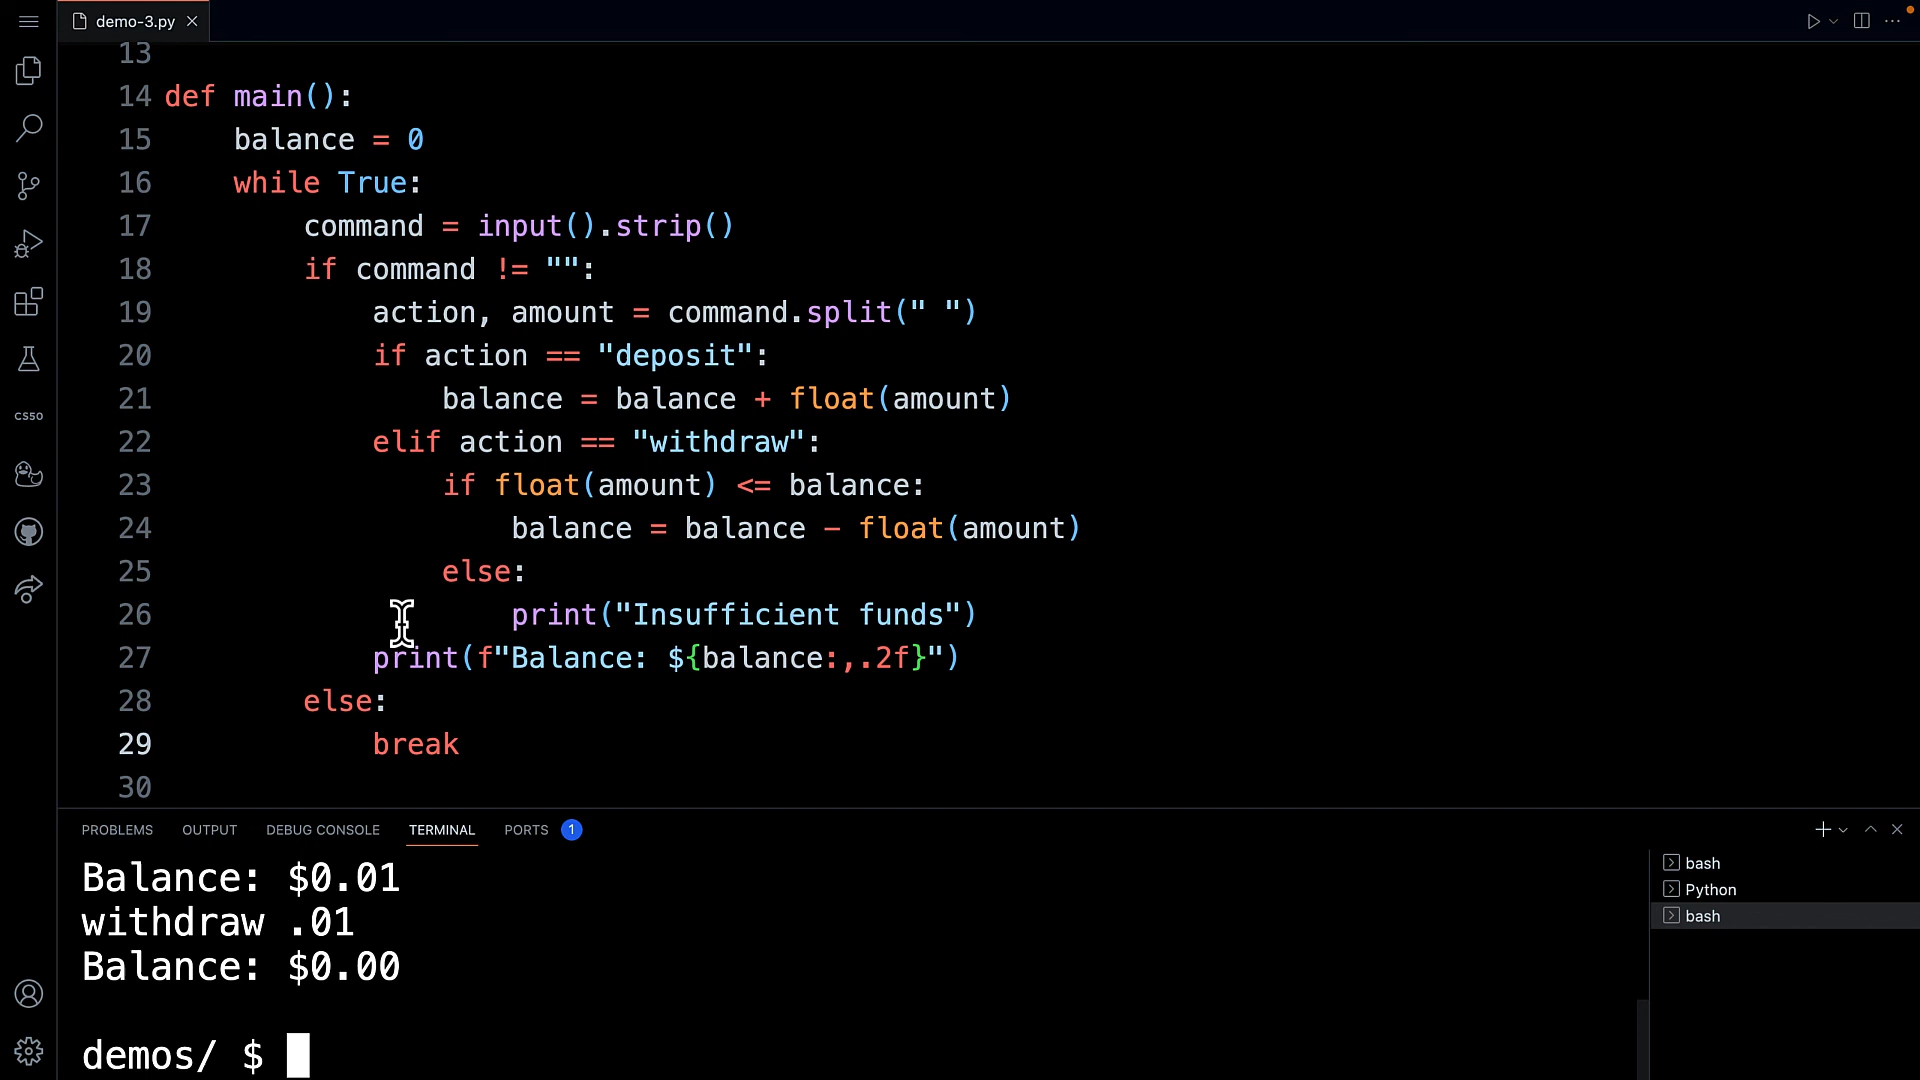 demo-3.py
13
14 def main():
15 balance = 0
16 while True:
17 command = input().strip()
18 if command != "":
19 action, amount = command.split(" ")
20 if action == "deposit":
21 balance = balance + float(amount)
22 elif action == "withdraw":
23 if float(amount) <= balance:
24 balance = balance - float(amount)
25 else:
26 print("Insufficient funds")
27 print(f"Balance: ${balance:,.2f}")
28 else:
29 break
30
CS50
PROBLEMS OUTPUT DEBUG CONSOLE TERMINAL PORTS 1
Balance: $0.01
withdraw .01
Balance: $0.00
demos/ $
bash
Python
bash